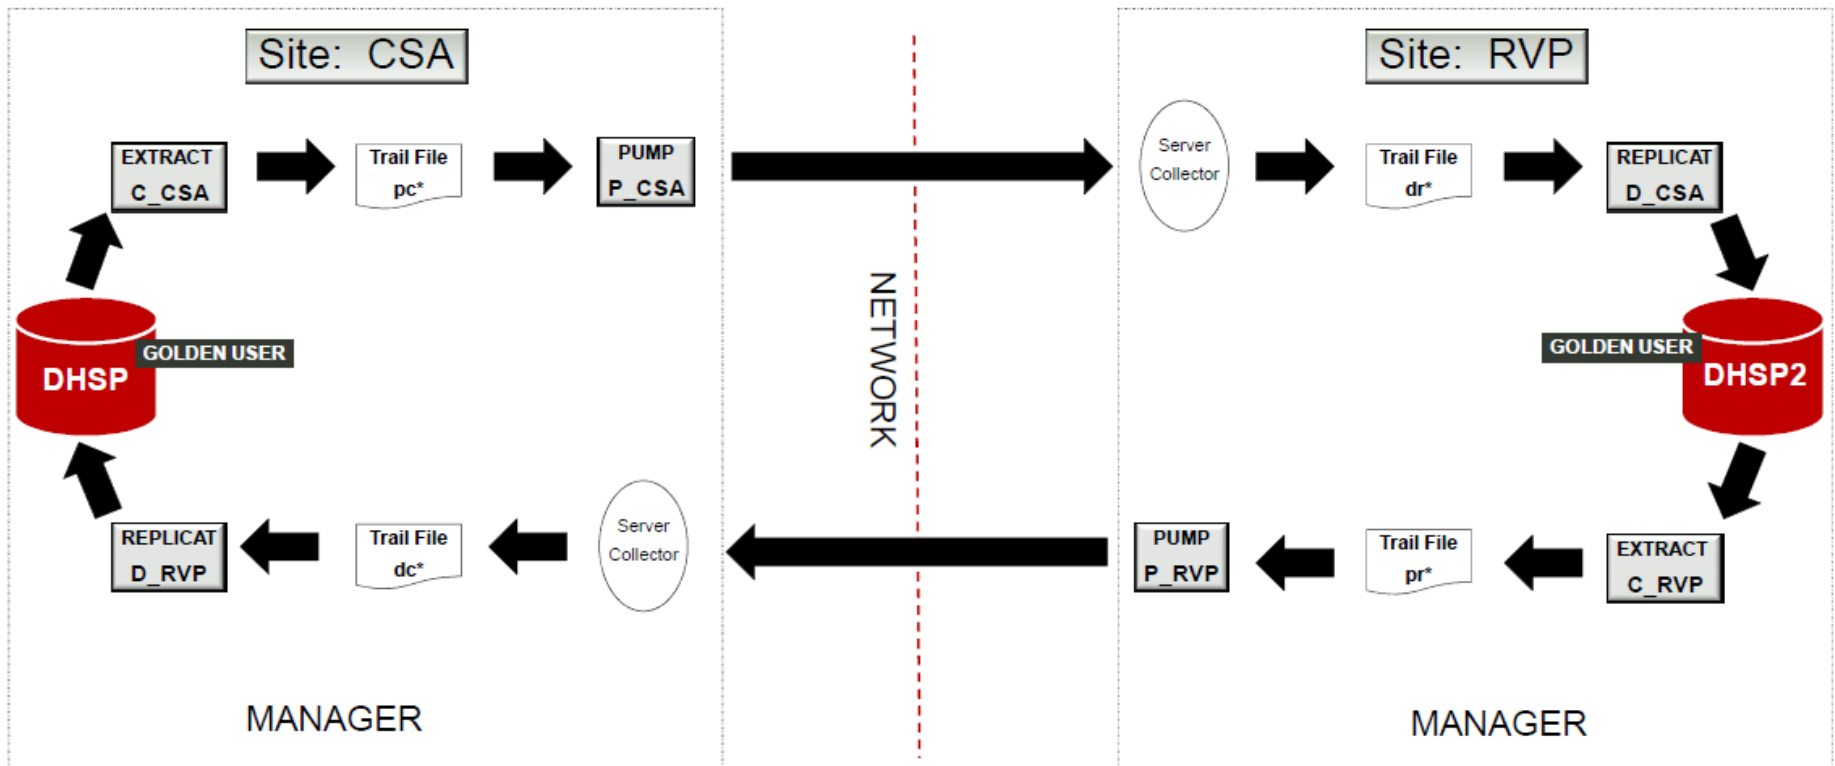 Site: CSA
Site: RVP
EXTRACT
C_CSA
Trail File
pc*
PUMP
P_CSA
Server
Collector
Trail File
dr*
REPLICAT
D_CSA
DHSP
GOLDEN USER
NETWORK
GOLDEN USER
DHSP2
REPLICAT
D_RVP
Trail File
dc*
Server
Collector
PUMP
P_RVP
Trail File
pr*
EXTRACT
C_RVP
MANAGER
MANAGER